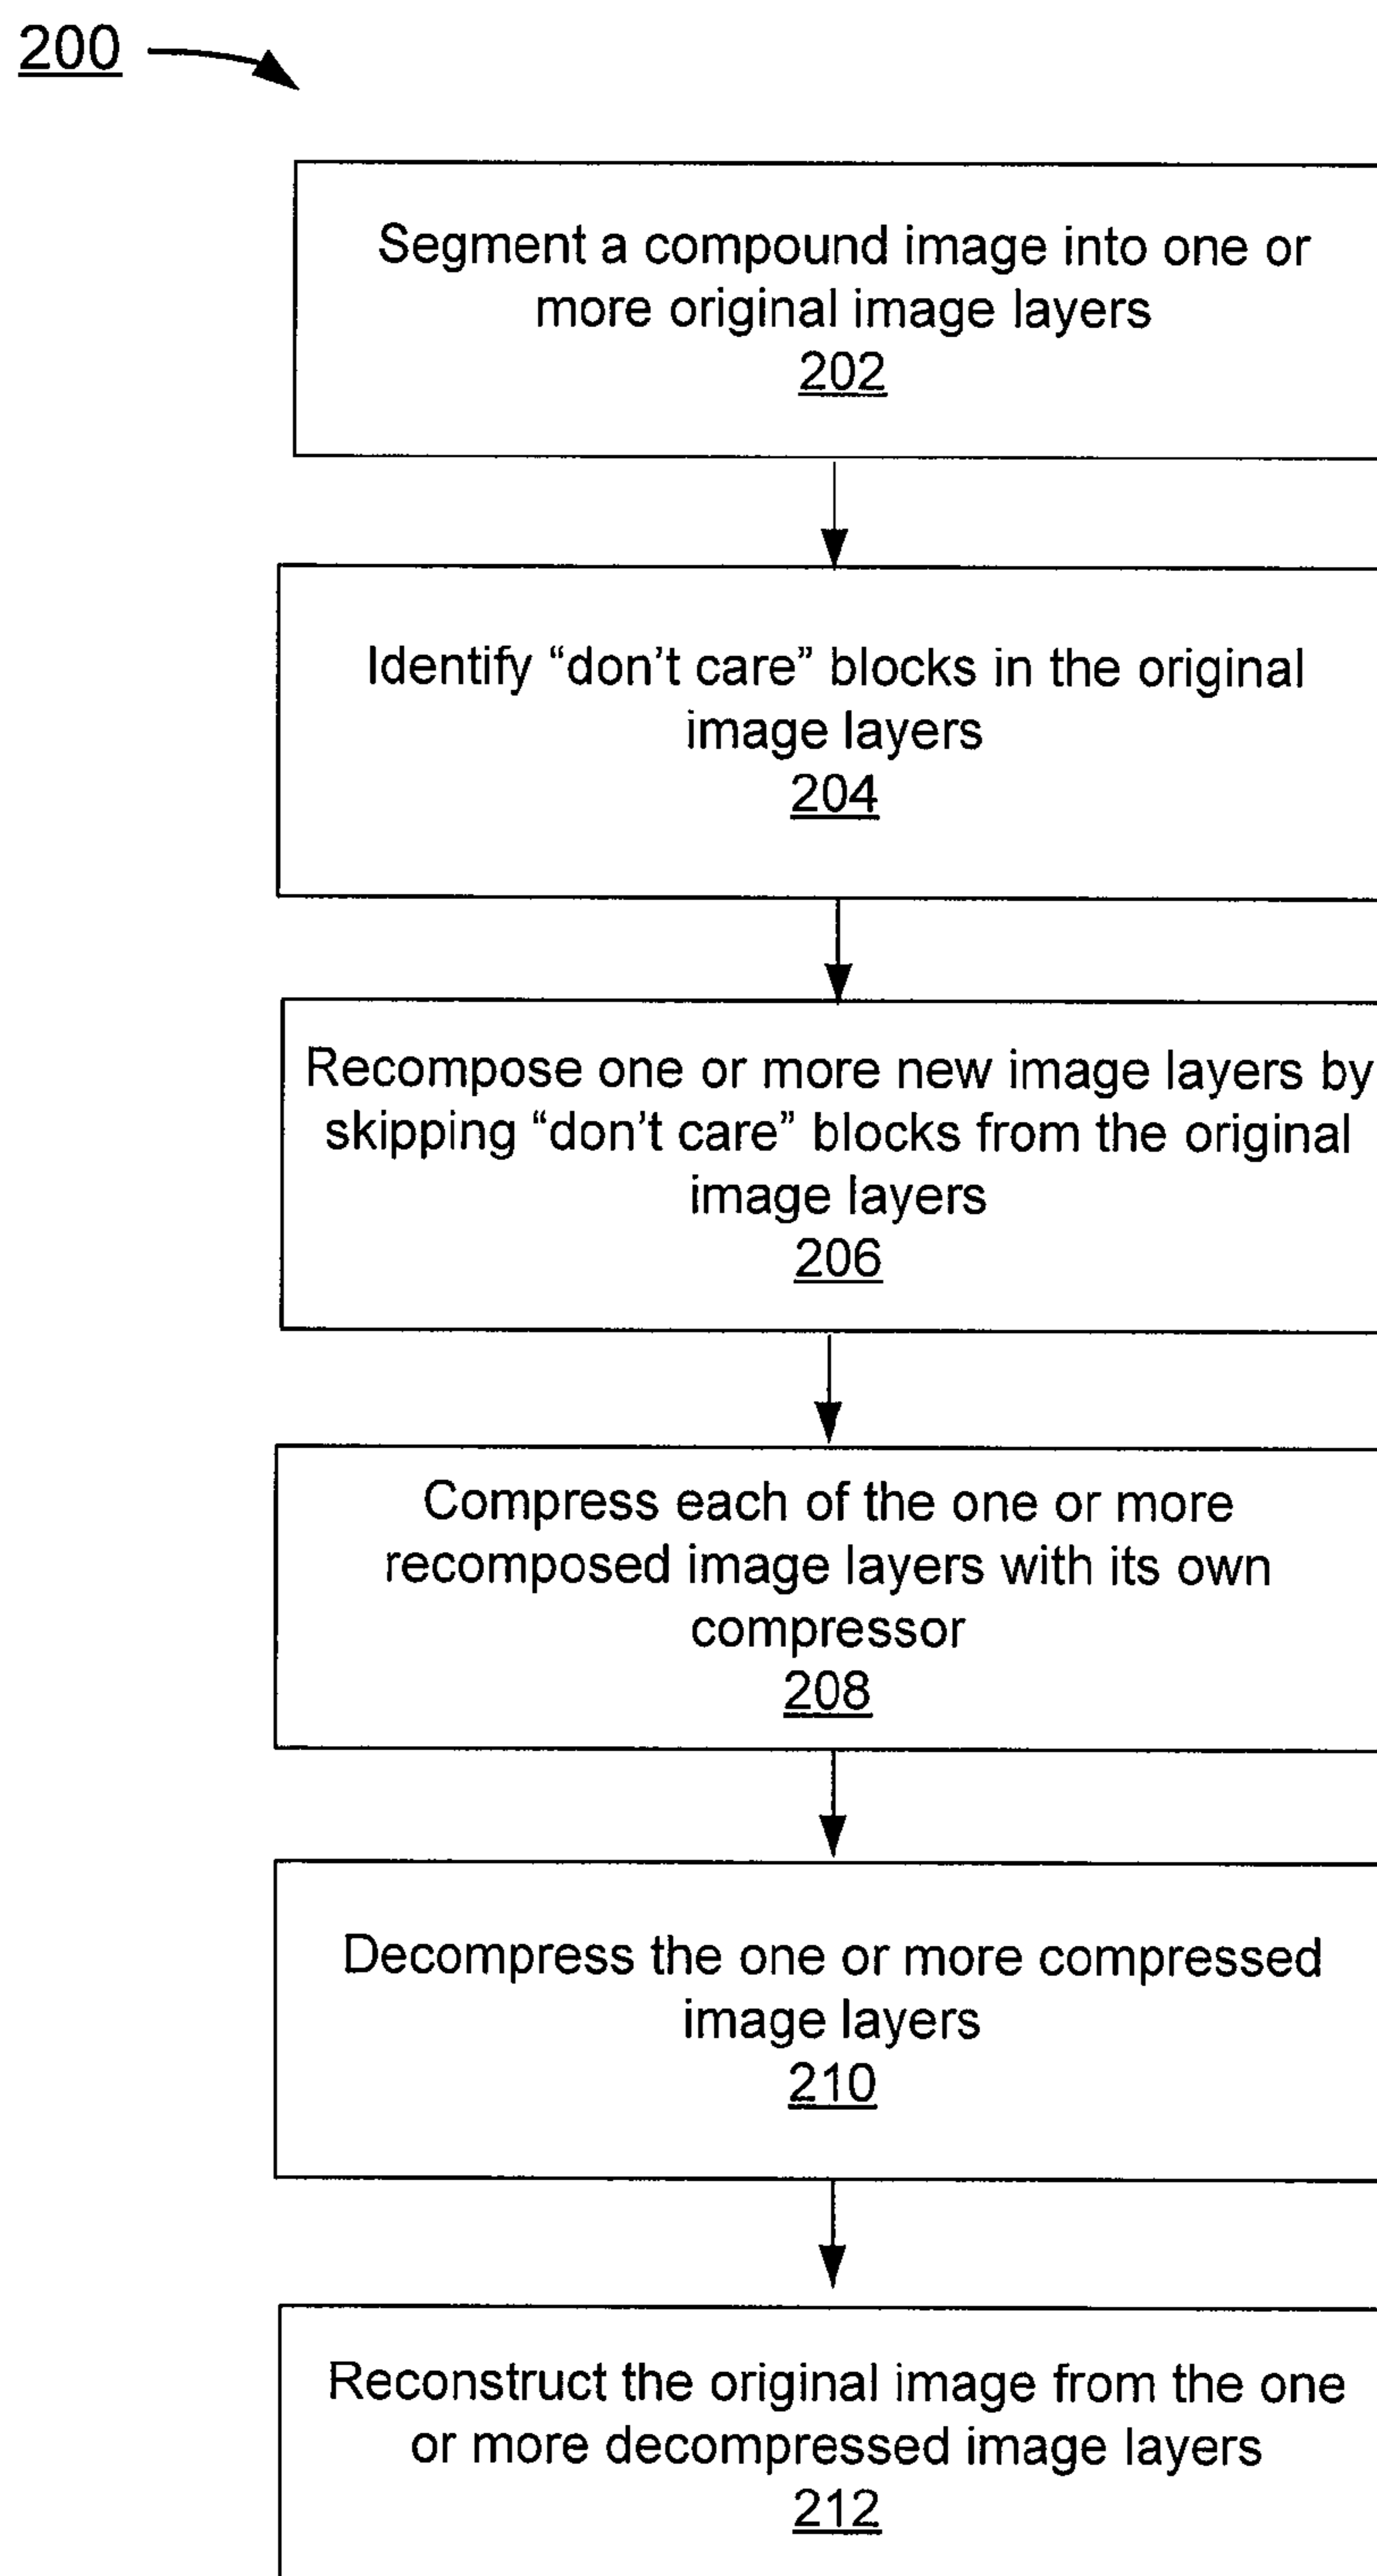 200
Segment a compound image into one or
more original image layers
202
Identify “don’t care” blocks in the original
image layers
204
Recompose one or more new image layers by
skipping “don’t care” blocks from the original
image layers
206
Compress each of the one or more
recomposed image layers with its own
compressor
208
Decompress the one or more compressed
image layers
210
Reconstruct the original image from the one
or more decompressed image layers
212